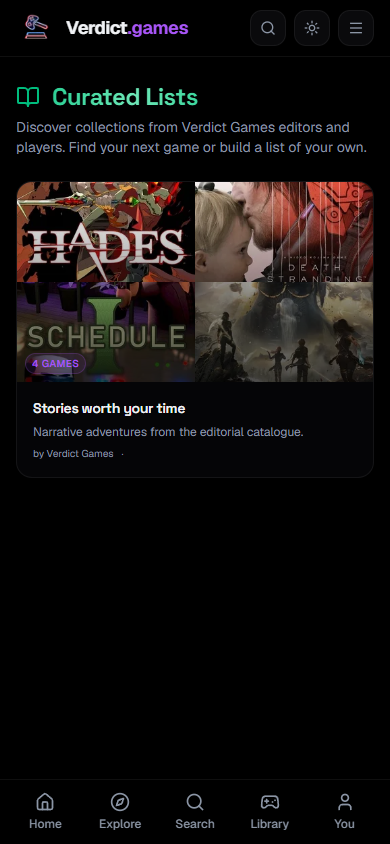 Verdict.games
Curated Lists
Discover collections from Verdict Games editors and
players. Find your next game or build a list of your own.
HADES
DEATH
STRANDING
SCHEDULE
I
4 GAMES
Stories worth your time
Narrative adventures from the editorial catalogue.
by Verdict Games ·
Home Explore Search Library You